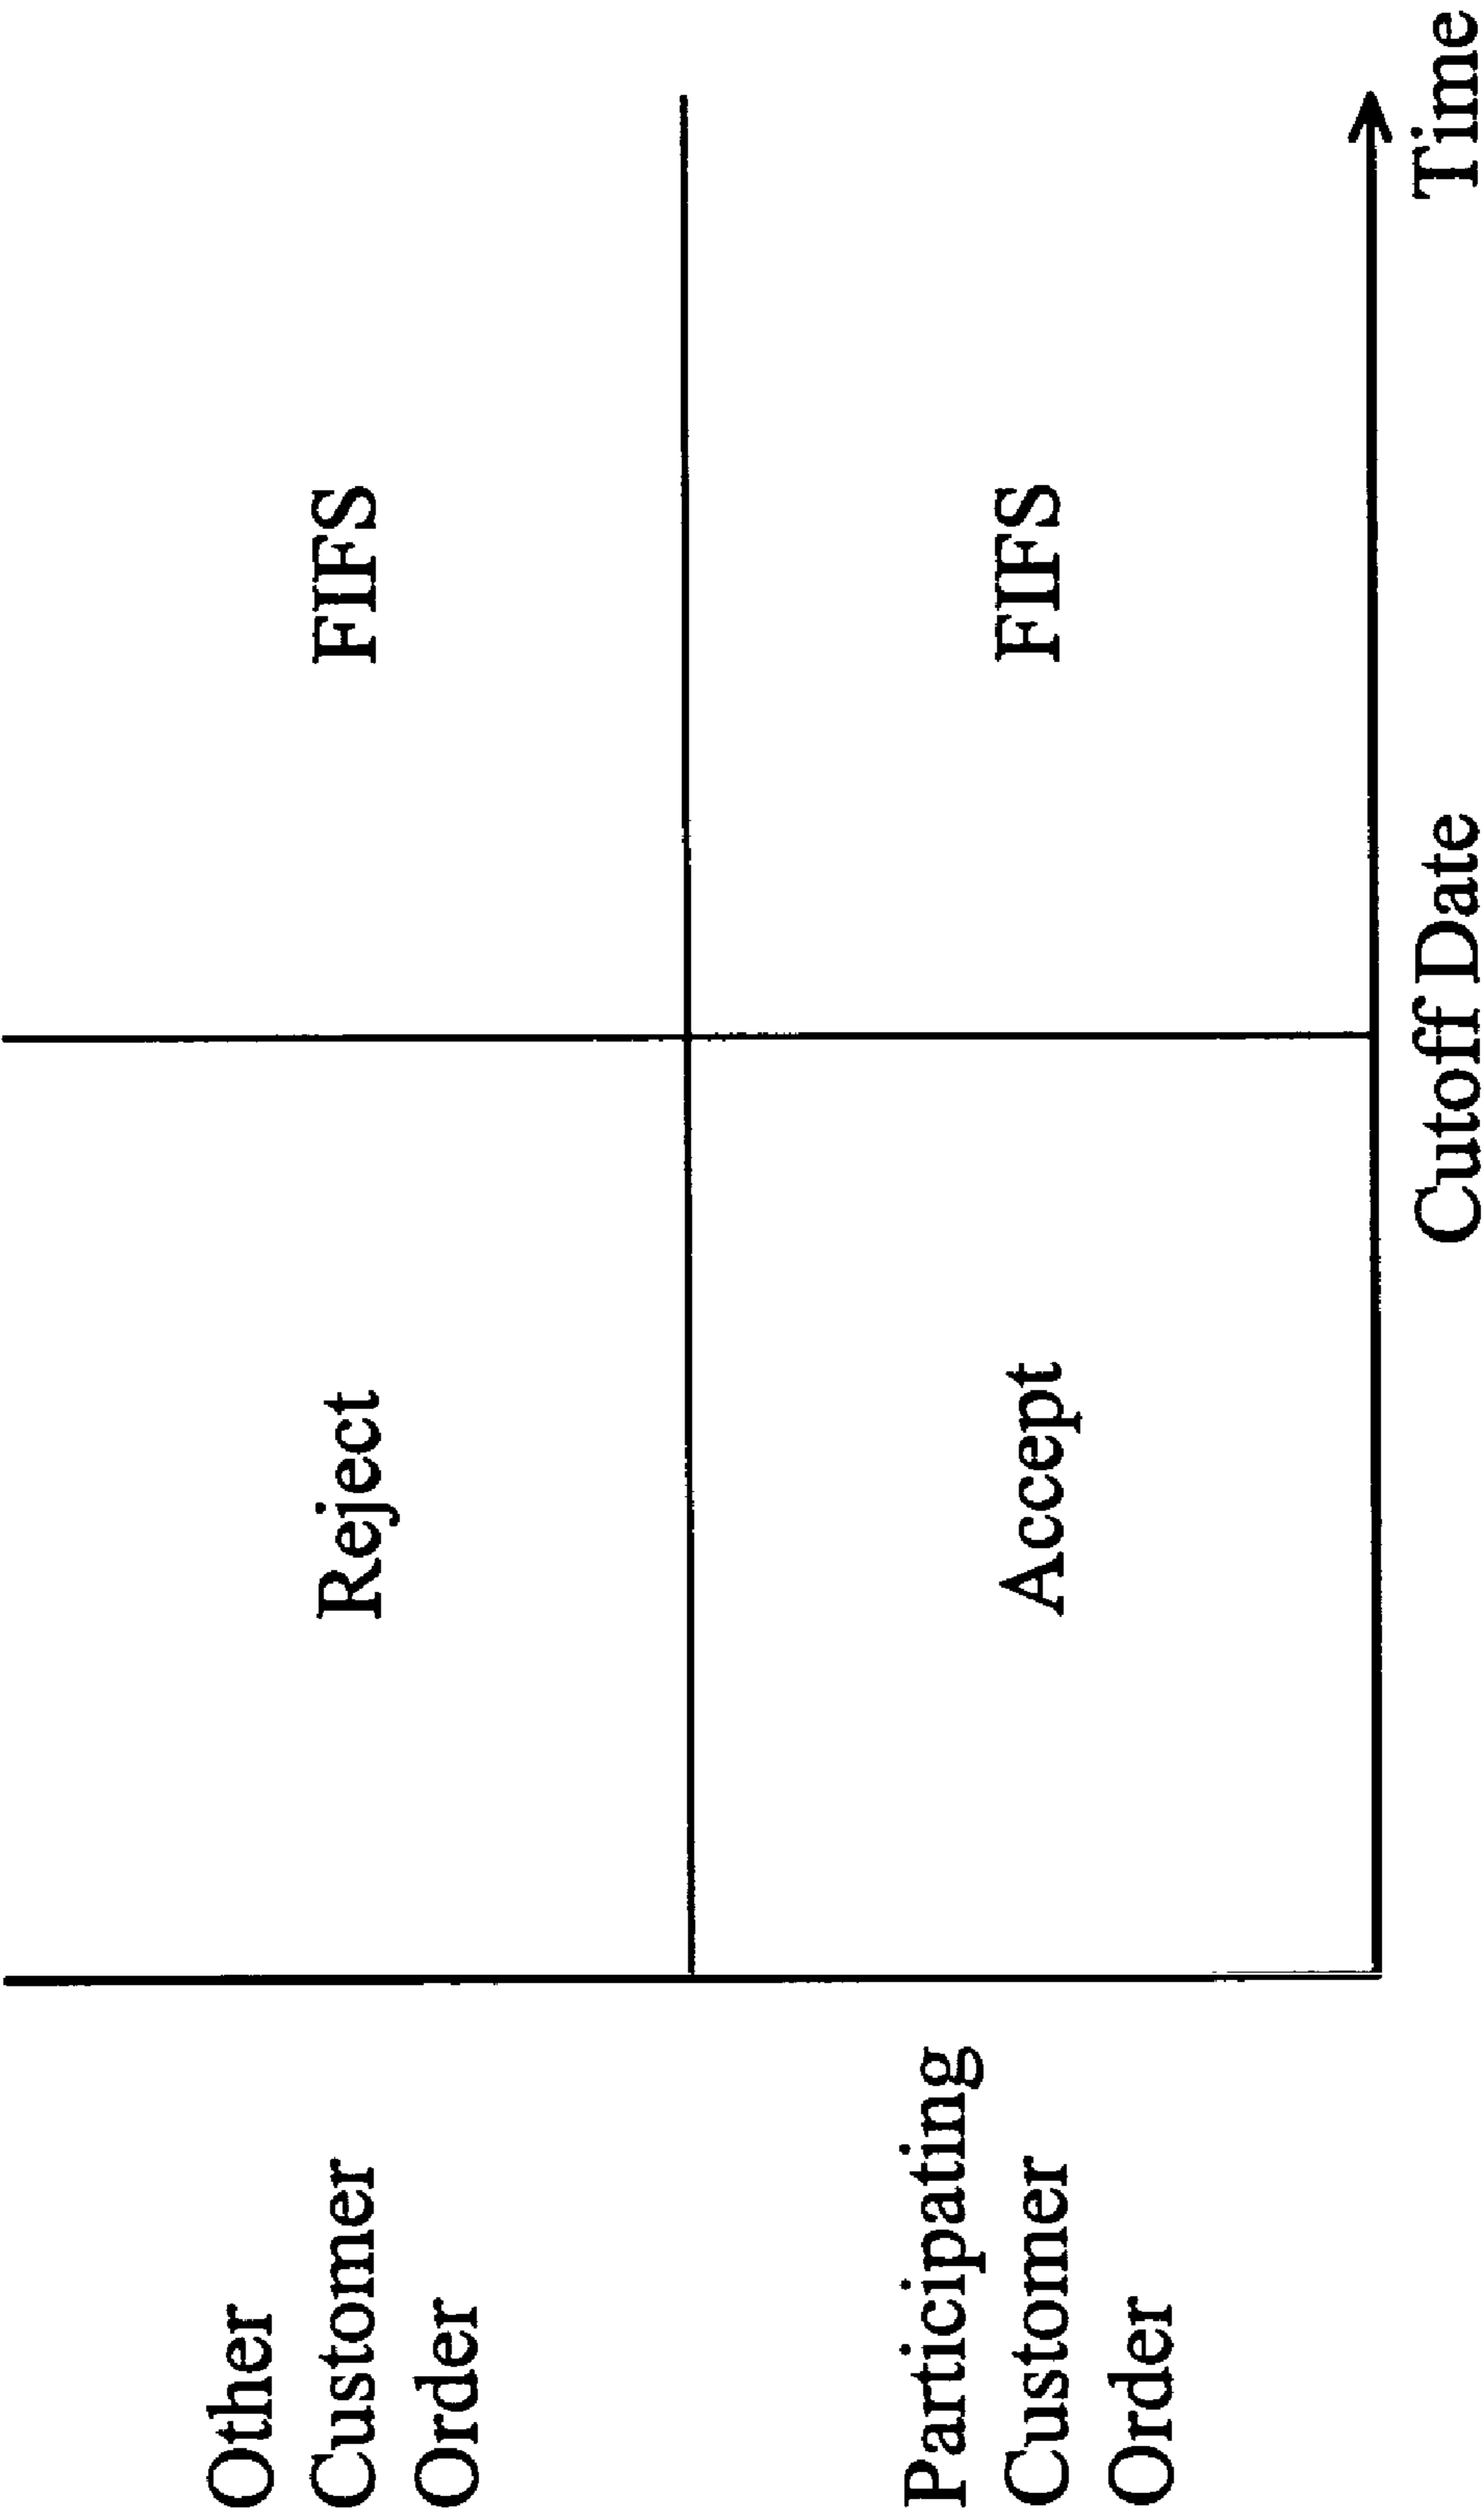 Other
Customer
Order
Reject
FIFS
Participating
Customer
Order
Accept
FIFS
Cutoff Date
Time